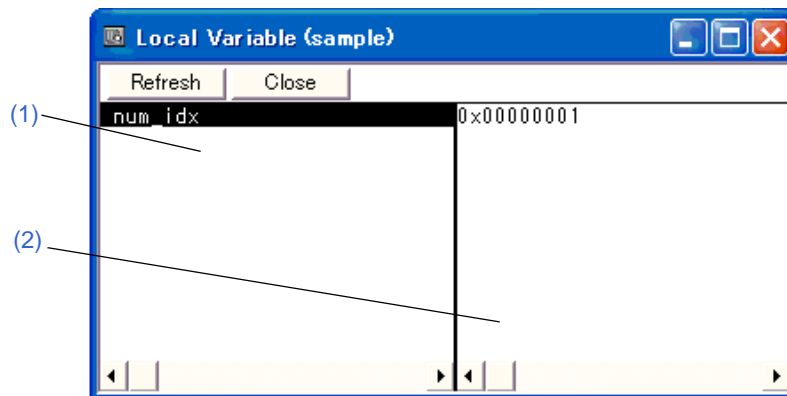 Local Variable (sample)
Refresh Close
(1)
num_idx 0x00000001
(2)